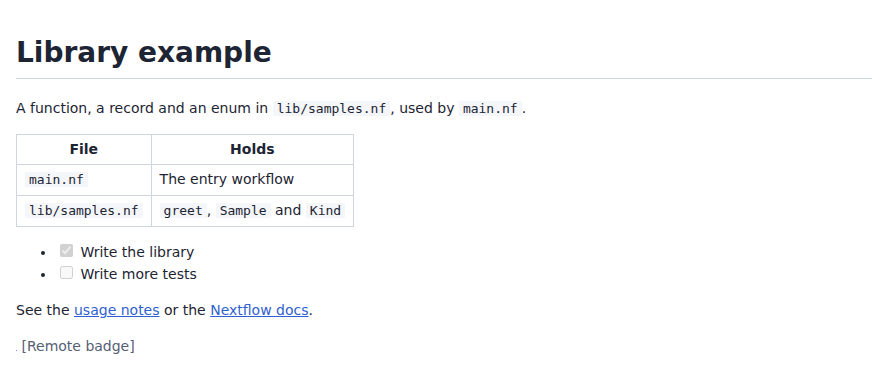 Library example
A function, a record and an enum in lib/samples.nf, used by main.nf.
File Holds
main.nf The entry workflow
lib/samples.nf greet, Sample and Kind
Write the library
Write more tests
See the usage notes or the Nextflow docs.
[Remote badge]